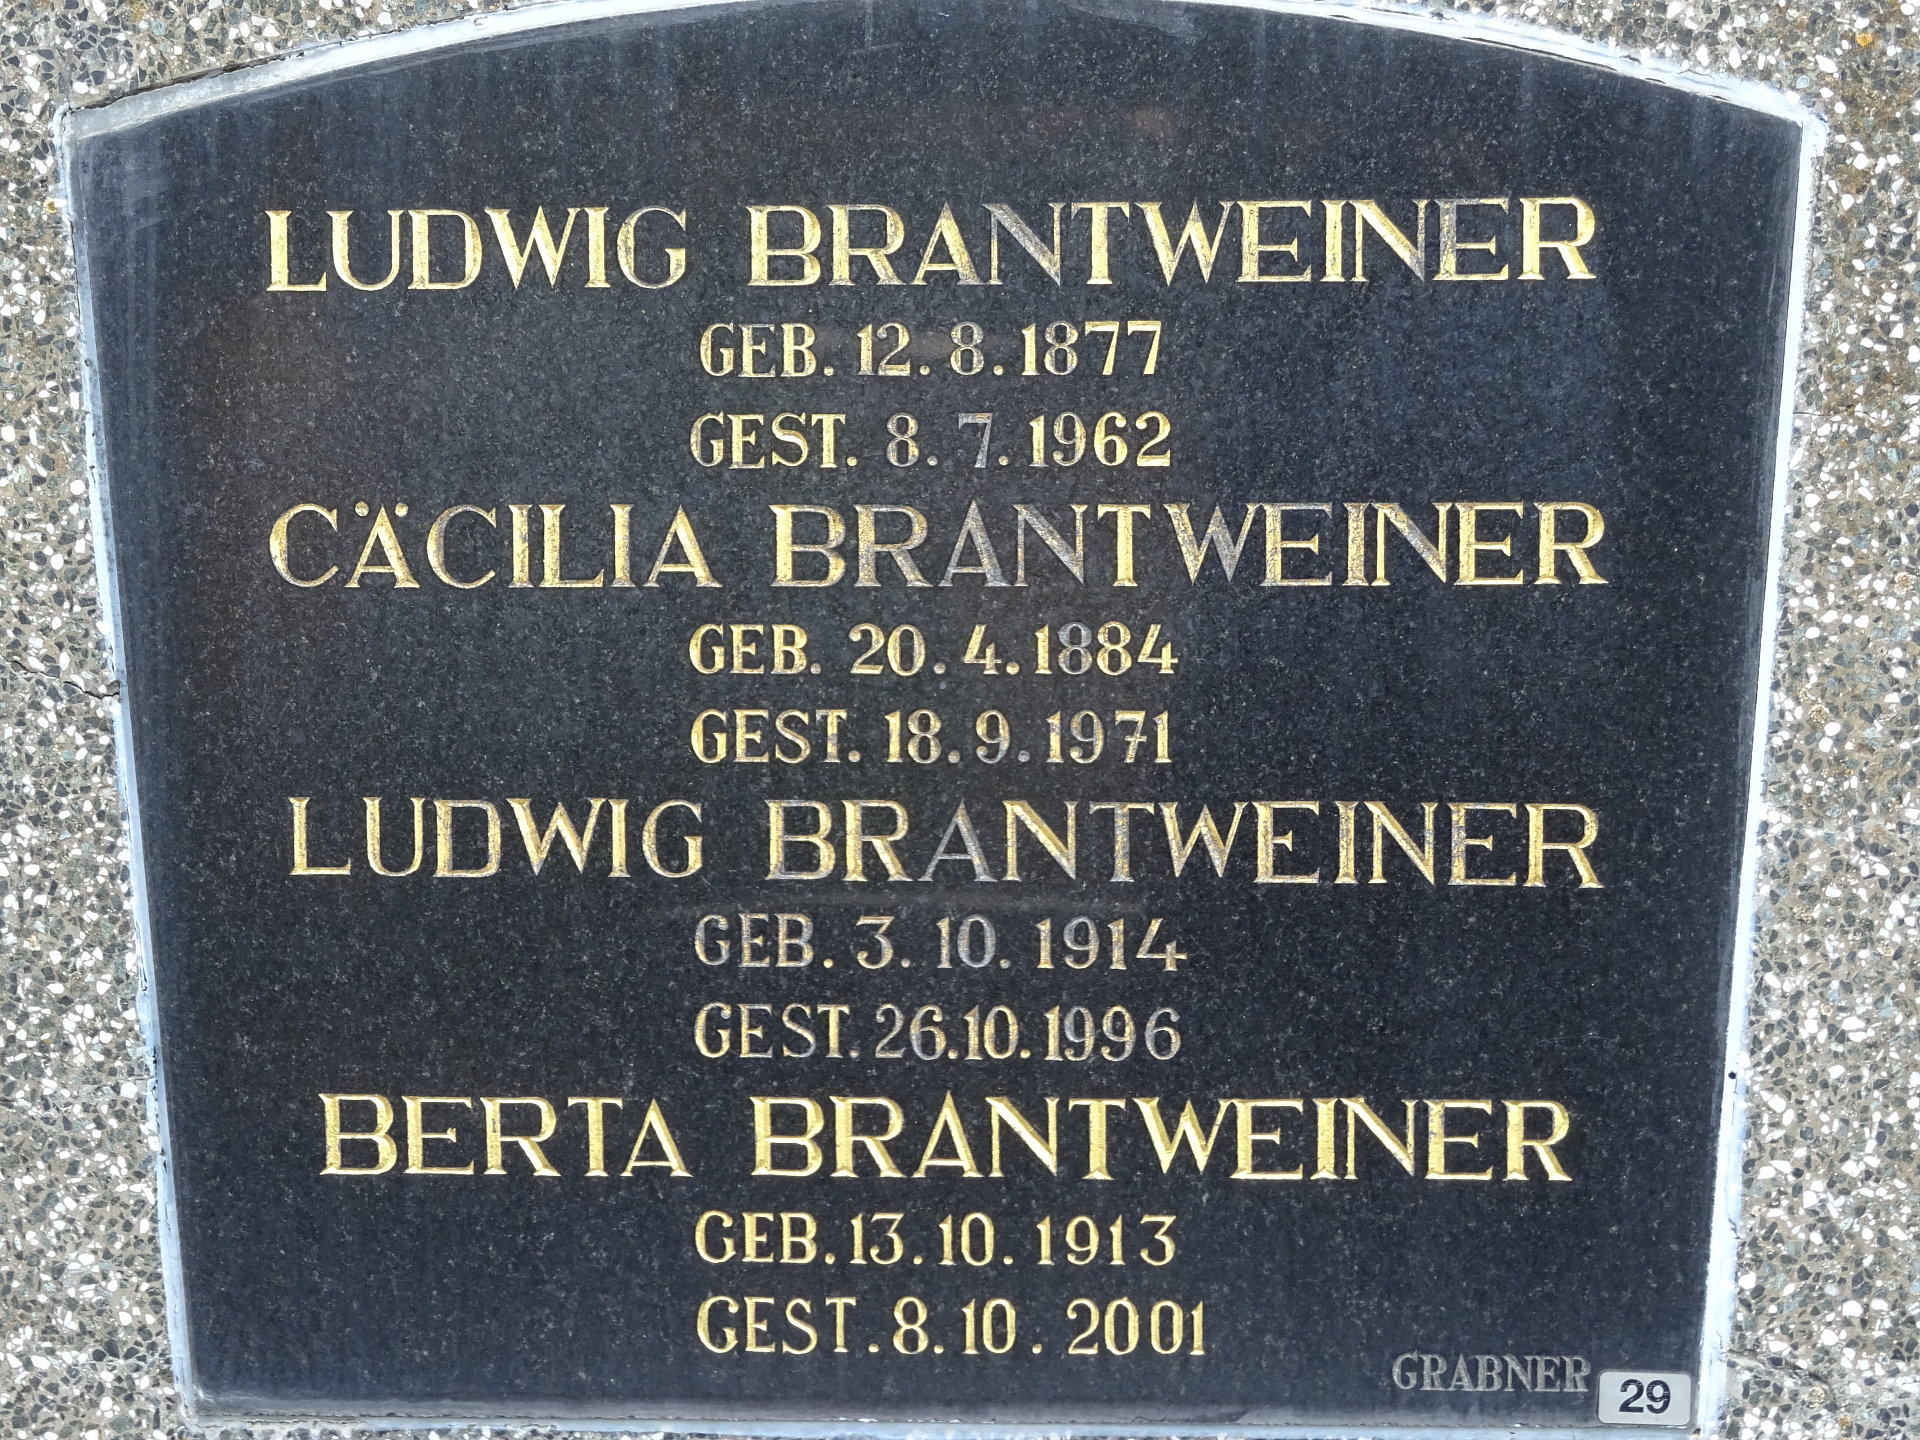 LUDWIG BRANTWEINER
GEB. 12. 8. 1877
GEST. 8. 7. 1962
CÄCILIA BRANTWEINER
GEB. 20. 4. 1884
GEST. 18. 9. 1971
LUDWIG BRANTWEINER
GEB. 3. 10. 1914
GEST. 26.10.1996
BERTA BRANTWEINER
GEB. 13. 10. 1913
GEST. 8. 10. 2001
GRABNER
29